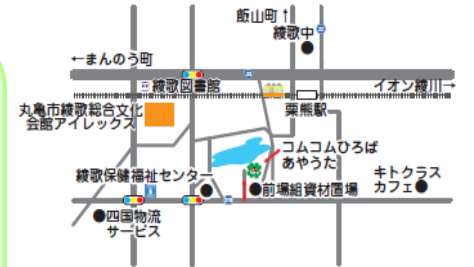 飯山町↑
綾歌中
←まんのう町
綾歌図書館
イオン綾川→
丸亀市綾歌総合文化
会館アイレックス
栗熊駅
コムコムひろば
あやうた
綾歌保健福祉センター
前場組資材置場
キトクラス
カフェ
四国物流
サービス